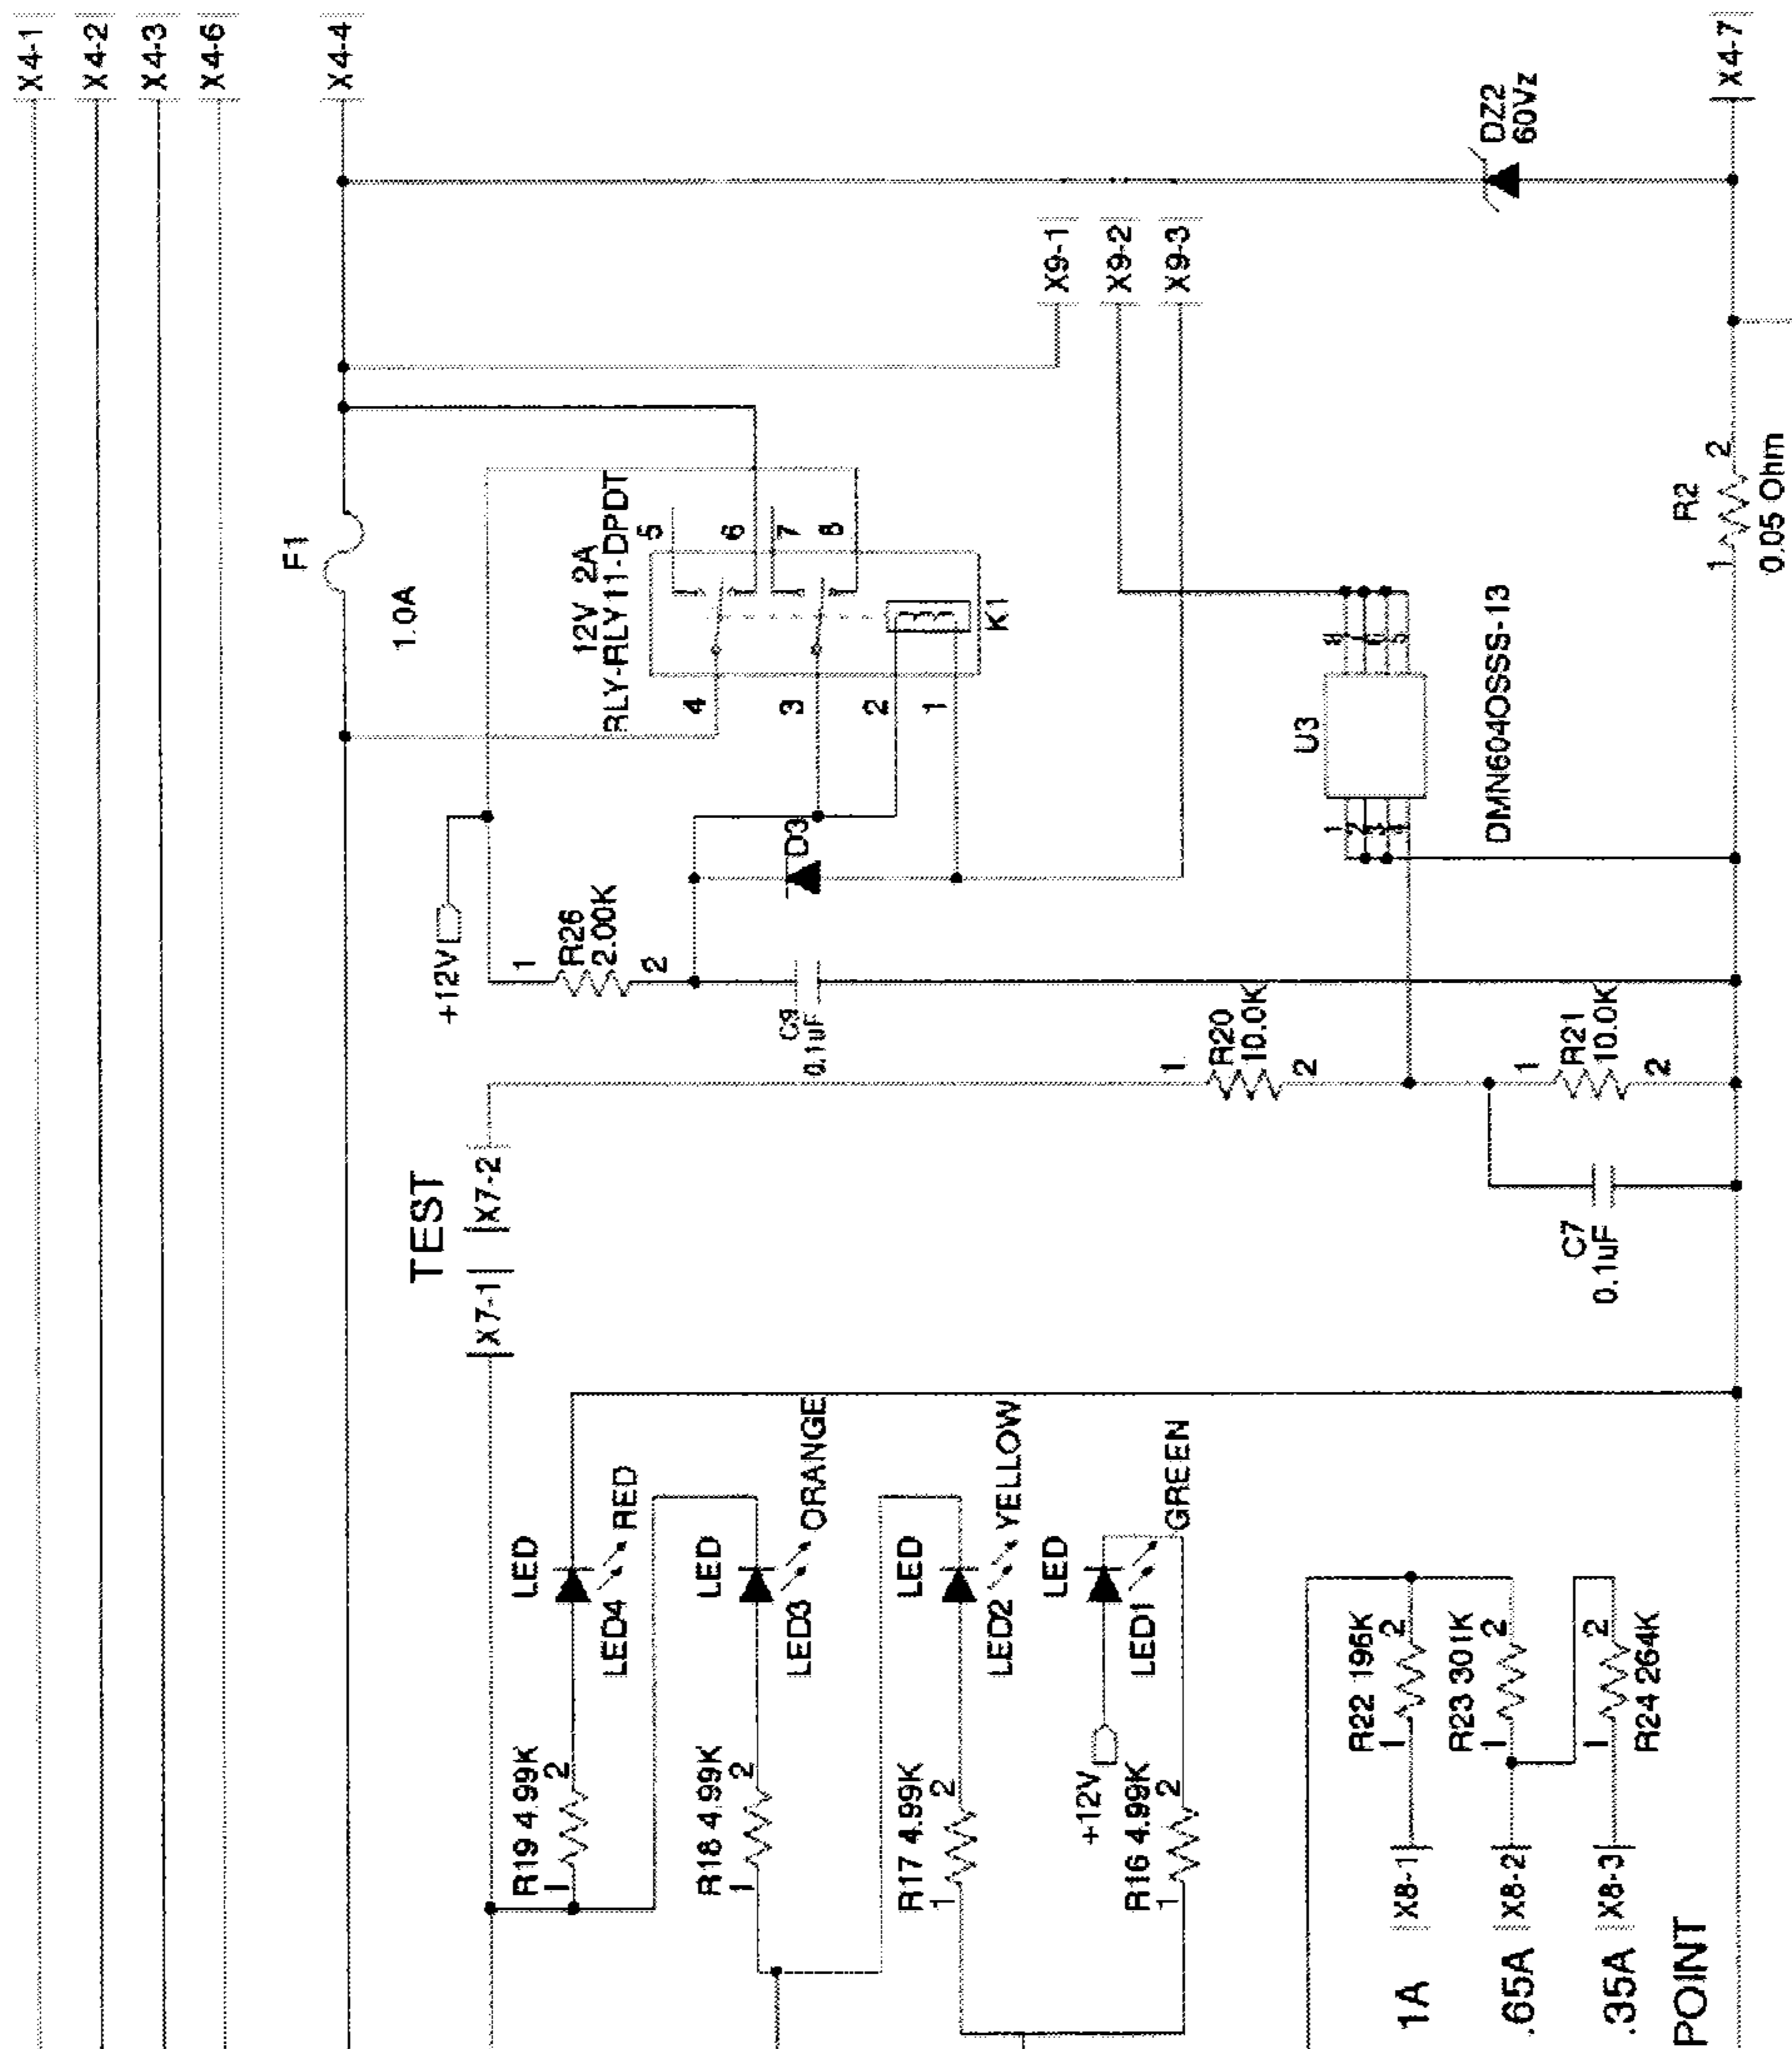 X4-1
X4-2
X4-3
X4-6
X4-4
X4-7
DZ2
60Vz
X9-1
X9-2
X9-3
F1
1.0A
12V 2A
RLY-RLY11-DPDT
5
6
7
8
4
3
2
1
K1
R2
0.05 Ohm
1
2
U3
8
6
5
1
DMN604OSSS-13
D3
+12V
R26
2.00K
1
2
C9
0.1uF
R20
10.0K
1
2
R21
10.0K
1
2
C7
0.1uF
TEST
X7-1
X7-2
LED
LED4
RED
R19 4.99K
1
2
LED
LED3
ORANGE
R18 4.99K
1
2
LED
LED2
YELLOW
R17 4.99K
1
2
LED
LED1
GREEN
+12V
R16 4.99K
1
2
R22 196K
1
2
R23 301K
1
2
R24 264K
1
2
1A
X8-1
.65A
X8-2
.35A
X8-3
POINT